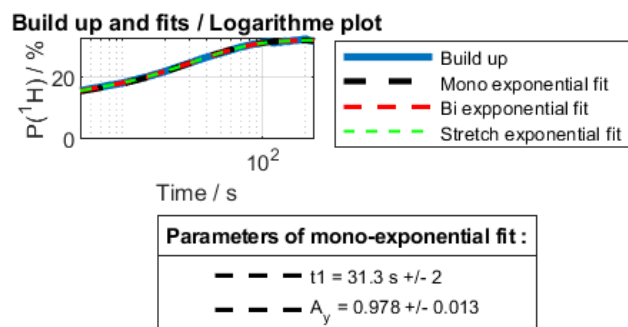 Build up and fits / Logarithme plot
P(¹H) / %
20
0
10²
Time / s
Build up
Mono exponential fit
Bi expponential fit
Stretch exponential fit
Parameters of mono-exponential fit :
t1 = 31.3 s +/- 2
A_y = 0.978 +/- 0.013